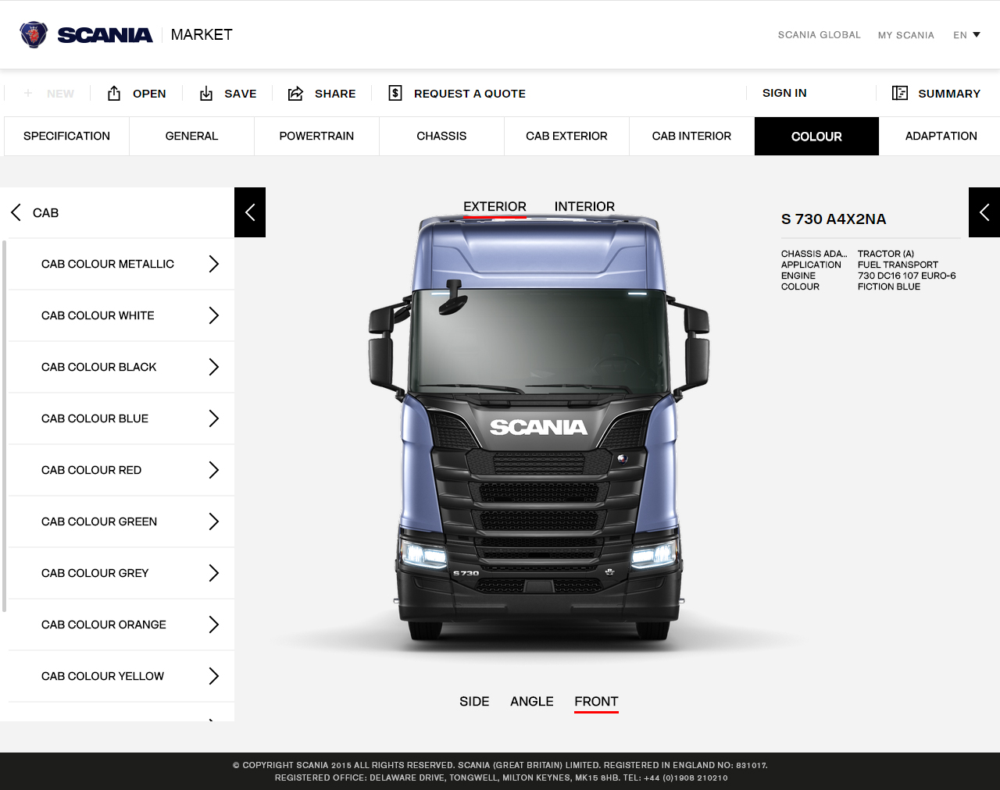 SCANIA MARKET
SCANIA GLOBAL MY SCANIA EN
+ NEW OPEN SAVE SHARE $ REQUEST A QUOTE SIGN IN SUMMARY
SPECIFICATION GENERAL POWERTRAIN CHASSIS CAB EXTERIOR CAB INTERIOR COLOUR ADAPTATION
CAB
CAB COLOUR METALLIC
CAB COLOUR WHITE
CAB COLOUR BLACK
CAB COLOUR BLUE
CAB COLOUR RED
CAB COLOUR GREEN
CAB COLOUR GREY
CAB COLOUR ORANGE
CAB COLOUR YELLOW
EXTERIOR INTERIOR
SCANIA
S 730
SIDE ANGLE FRONT
S 730 A4X2NA
CHASSIS ADA... TRACTOR (A)
APPLICATION FUEL TRANSPORT
ENGINE 730 DC16 107 EURO-6
COLOUR FICTION BLUE
© COPYRIGHT SCANIA 2015 ALL RIGHTS RESERVED. SCANIA (GREAT BRITAIN) LIMITED. REGISTERED IN ENGLAND NO: 831017.
REGISTERED OFFICE: DELAWARE DRIVE, TONGWELL, MILTON KEYNES, MK15 8HB. TEL: +44 (0)1908 210210